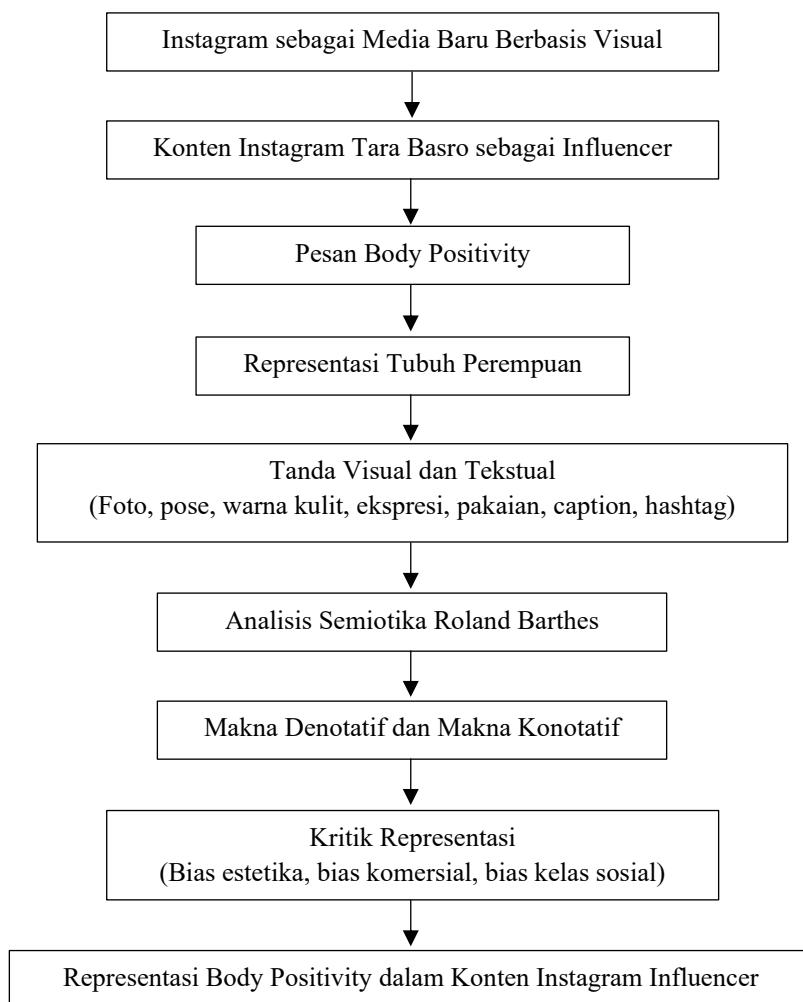 Instagram sebagai Media Baru Berbasis Visual
Konten Instagram Tara Basro sebagai Influencer
Pesan Body Positivity
Representasi Tubuh Perempuan
Tanda Visual dan Tekstual
(Foto, pose, warna kulit, ekspresi, pakaian, caption, hashtag)
Analisis Semiotika Roland Barthes
Makna Denotatif dan Makna Konotatif
Kritik Representasi
(Bias estetika, bias komersial, bias kelas sosial)
Representasi Body Positivity dalam Konten Instagram Influencer